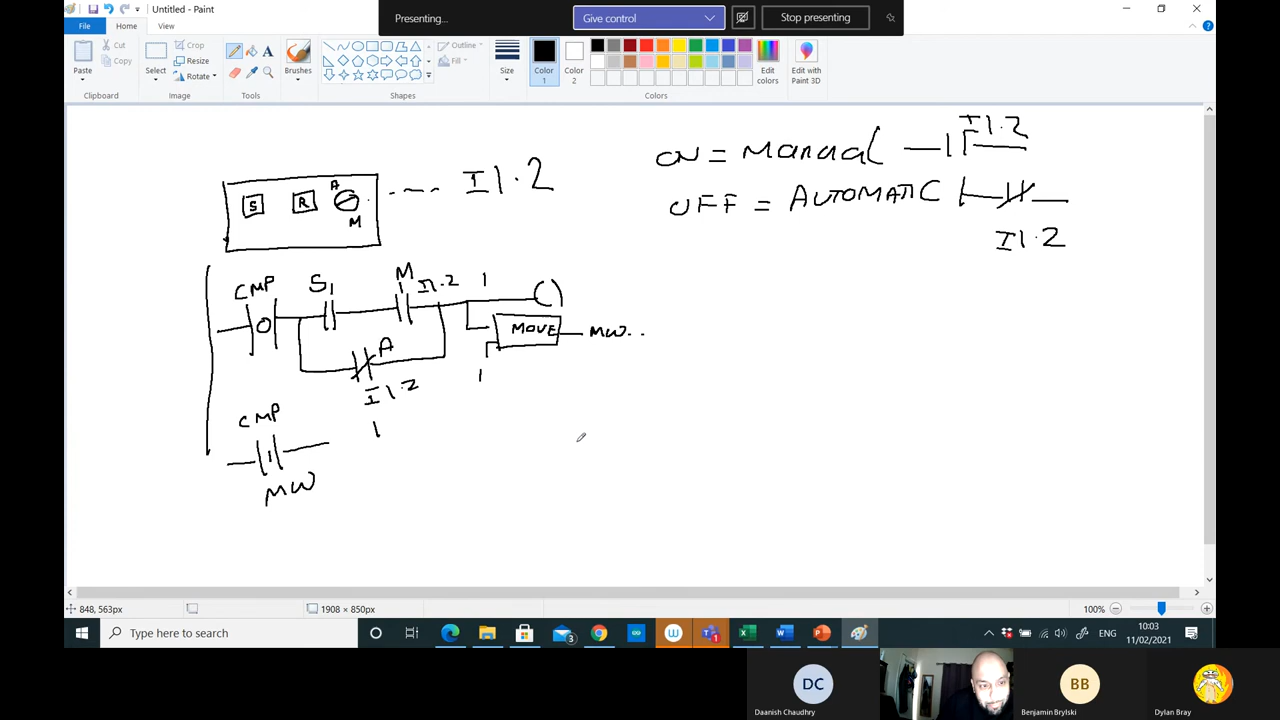 Untitled - Paint
Presenting...
Give control
Stop presenting
File
Home
View
Paste
Cut
Copy
Clipboard
Select
Crop
Resize
Rotate
Image
A
Tools
Brushes
Outline
Fill
Shapes
Size
Color
1
Color
2
Colors
Edit
colors
Edit with
Paint 3D
ON = Manual I1.2
OFF = AUTOMATIC
I1.2
S R A
M
I1.2
CMP S1 M I1.2 1 ( )
0
MOVE MW..
A
1
I1.2
1
CMP
1
MW
848, 563px
1908 × 850px
100%
Type here to search
3
1
ENG
10:03
11/02/2021
DC
BB
Daanish Chaudhry
Benjamin Brylski
Dylan Bray